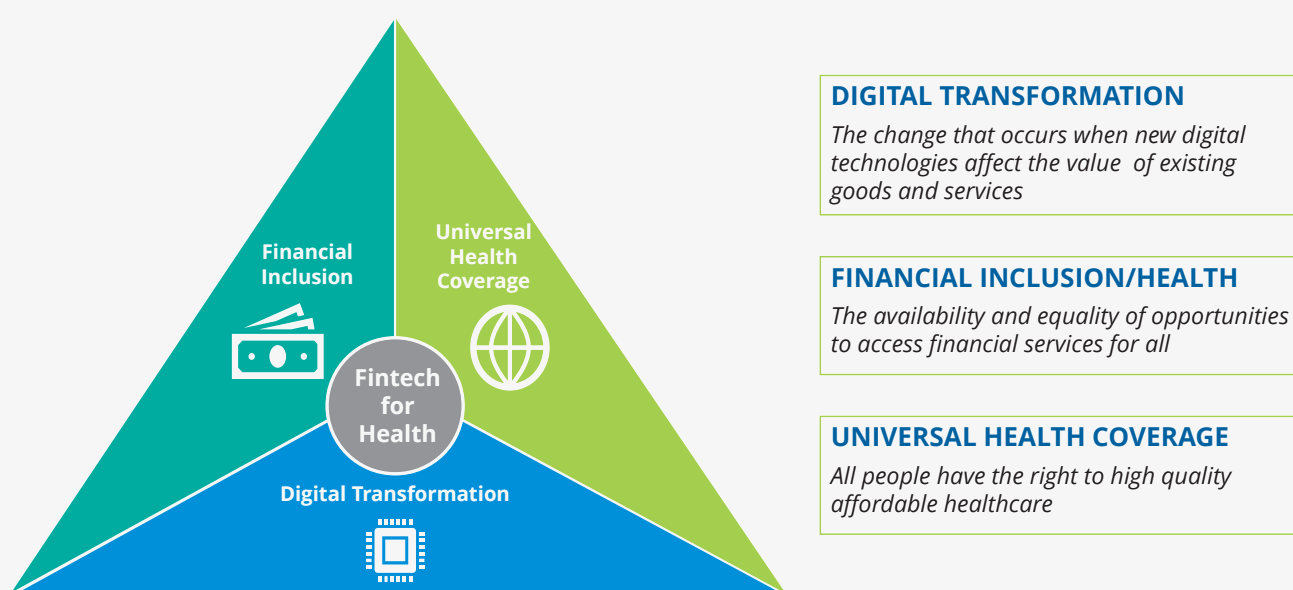 Financial
Inclusion
Universal
Health
Coverage
Fintech
for
Health
Digital Transformation
DIGITAL TRANSFORMATION
The change that occurs when new digital
technologies affect the value of existing
goods and services
FINANCIAL INCLUSION/HEALTH
The availability and equality of opportunities
to access financial services for all
UNIVERSAL HEALTH COVERAGE
All people have the right to high quality
affordable healthcare